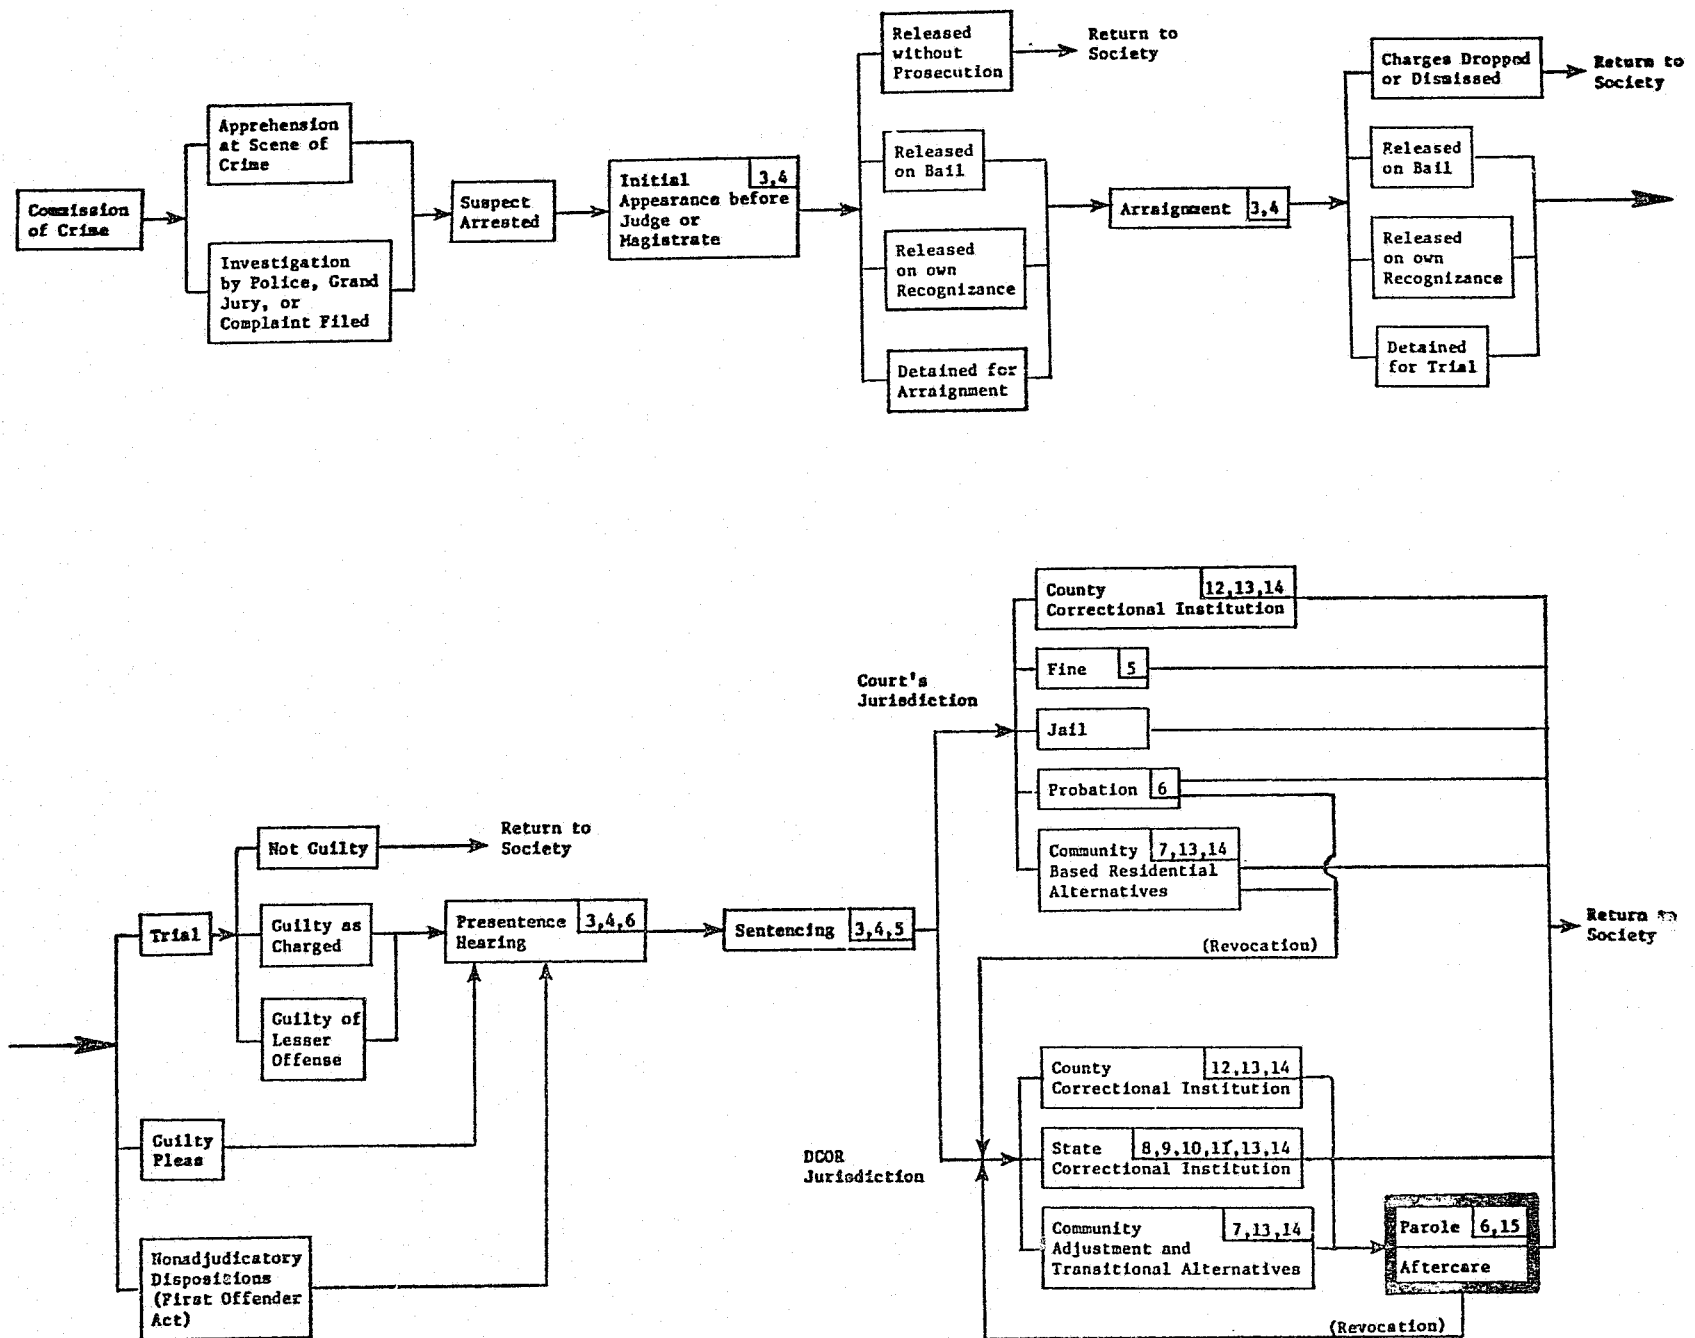 Commission
of Crime
Apprehension
at Scene of
Crime
Investigation
by Police, Grand
Jury, or
Complaint Filed
Suspect
Arrested
Initial 3,4
Appearance before
Judge or
Magistrate
Released
without
Prosecution
Return to
Society
Released
on Bail
Released
on own
Recognizance
Detained for
Arraignment
Arraignment 3,4
Charges Dropped
or Dismissed
Return to
Society
Released
on Bail
Released
on own
Recognizance
Detained
for Trial
Trial
Not Guilty
Return to
Society
Guilty as
Charged
Guilty of
Lesser
Offense
Guilty
Pleas
Nonadjudicatory
Dispositions
(First Offender
Act)
Presentence 3,4,6
Hearing
Sentencing 3,4,5
Court's
Jurisdiction
County 12,13,14
Correctional Institution
Fine 5
Jail
Probation 6
Community 7,13,14
Based Residential
Alternatives
(Revocation)
Return to
Society
DCOR
Jurisdiction
County 12,13,14
Correctional Institution
State 8,9,10,11,13,14
Correctional Institution
Community 7,13,14
Adjustment and
Transitional Alternatives
Parole 6,15
Aftercare
(Revocation)